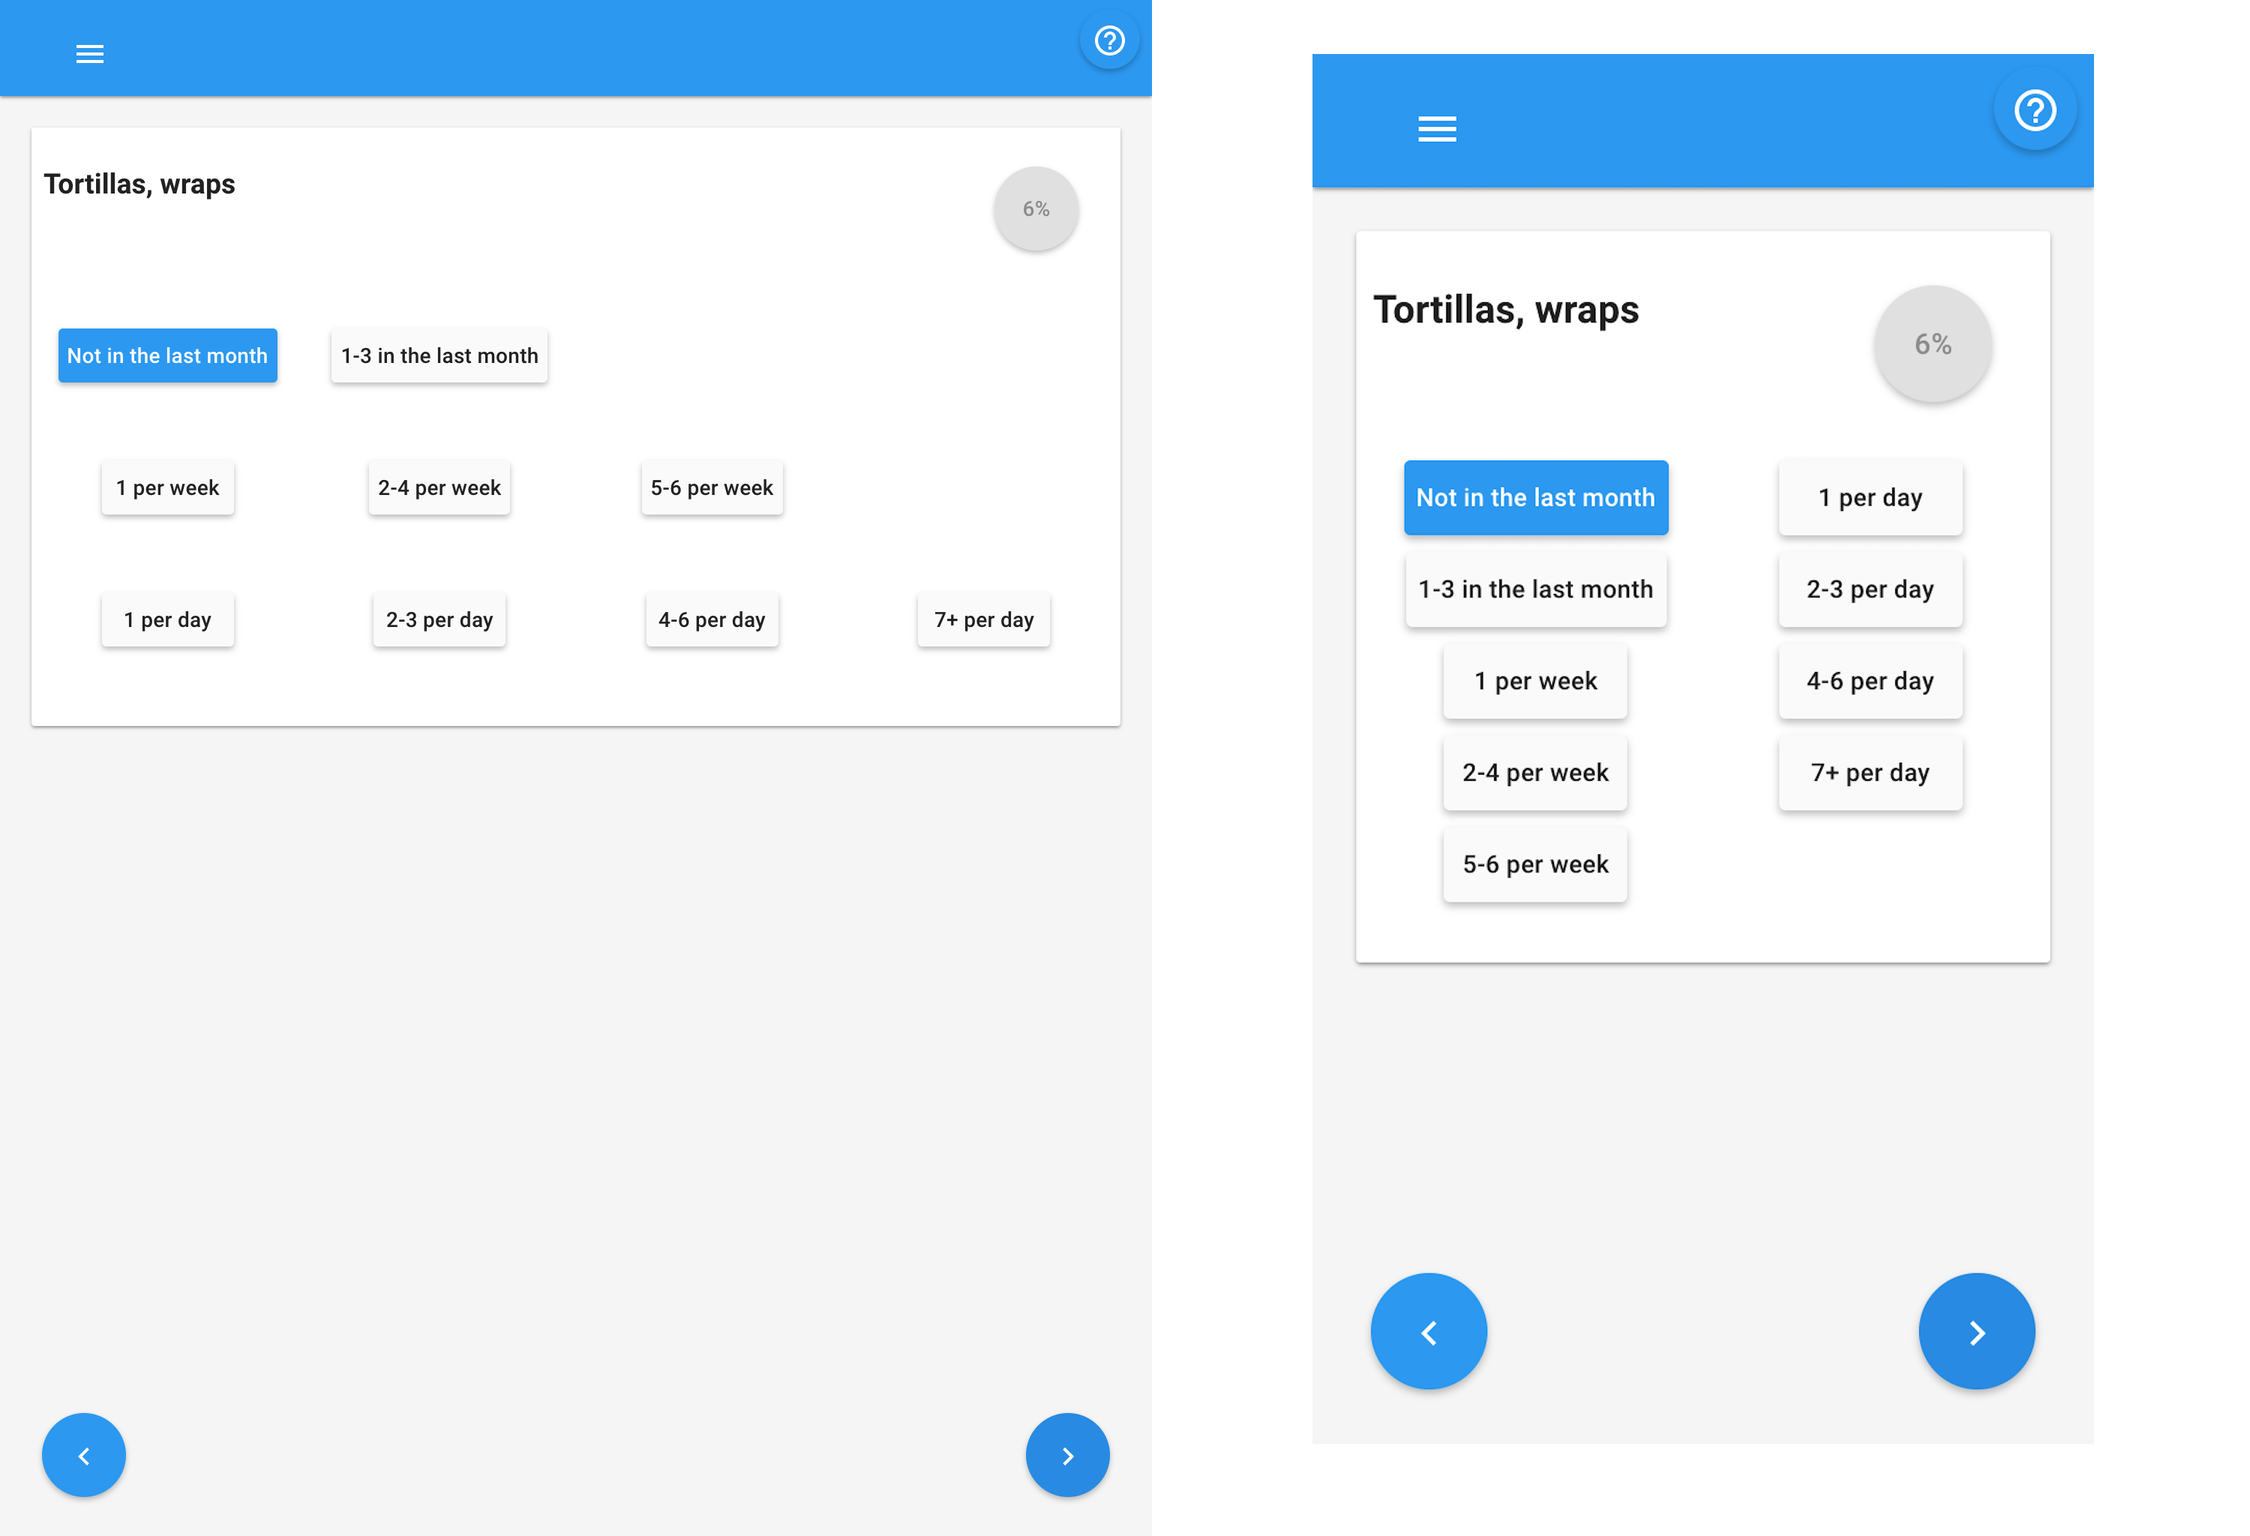 Tortillas, wraps
6%
Not in the last month 1-3 in the last month
1 per week 2-4 per week 5-6 per week
1 per day 2-3 per day 4-6 per day 7+ per day
Tortillas, wraps
6%
Not in the last month 1 per day
1-3 in the last month 2-3 per day
1 per week 4-6 per day
2-4 per week 7+ per day
5-6 per week